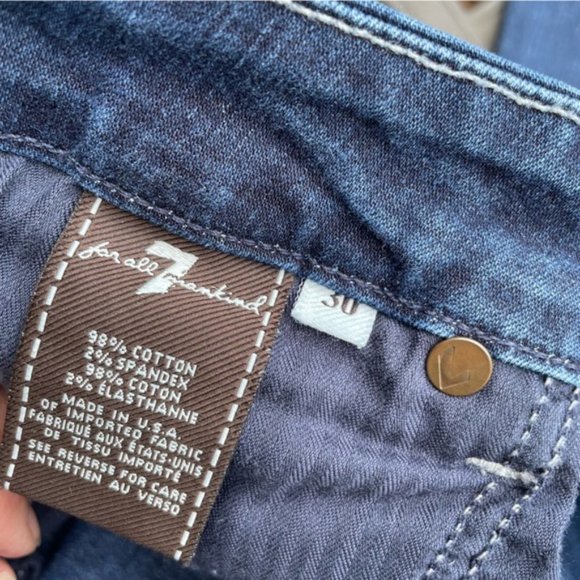 7
for all mankind
30
98% COTTON
2% SPANDEX
98% COTON
2% ÉLASTHANNE
MADE IN U.S.A.
OF IMPORTED FABRIC
FABRIQUÉ AUX ÉTATS-UNIS
DE TISSU IMPORTÉ
SEE REVERSE FOR CARE
ENTRETIEN AU VERSO